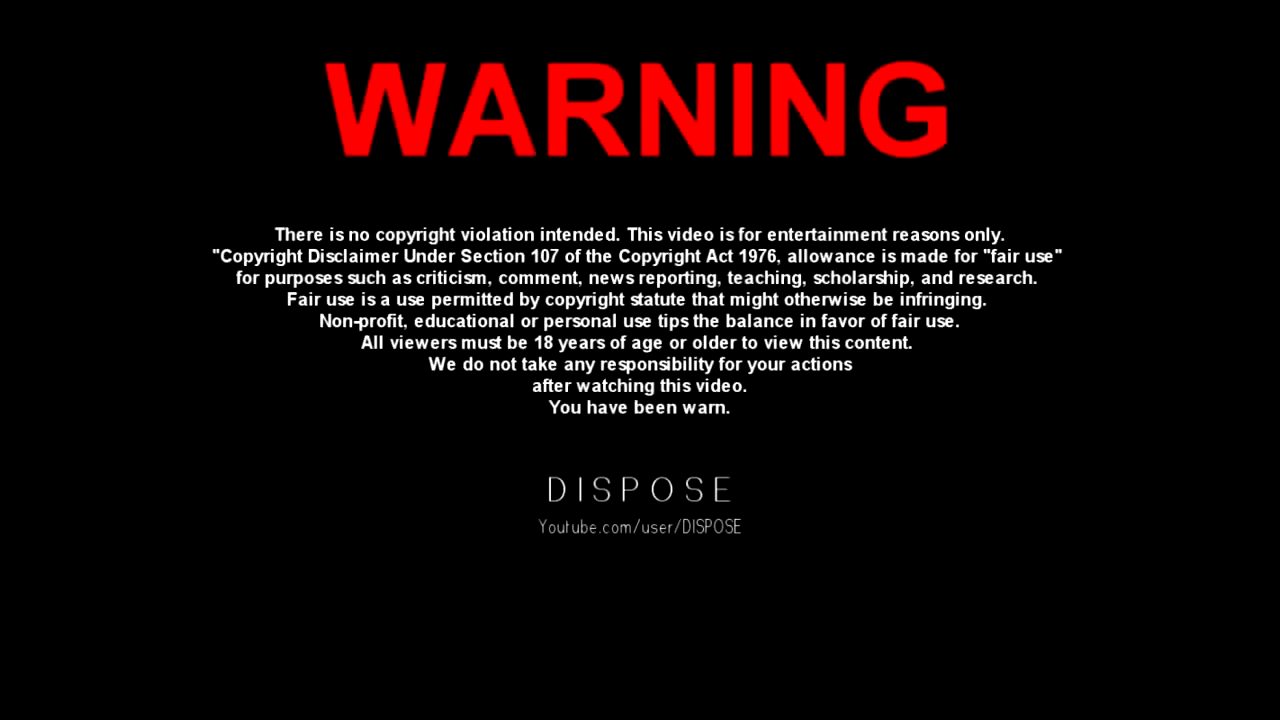 WARNING
There is no copyright violation intended. This video is for entertainment reasons only.
"Copyright Disclaimer Under Section 107 of the Copyright Act 1976, allowance is made for "fair use"
for purposes such as criticism, comment, news reporting, teaching, scholarship, and research.
Fair use is a use permitted by copyright statute that might otherwise be infringing.
Non-profit, educational or personal use tips the balance in favor of fair use.
All viewers must be 18 years of age or older to view this content.
We do not take any responsibility for your actions
after watching this video.
You have been warn.
DISPOSE
Youtube.com/user/DISPOSE